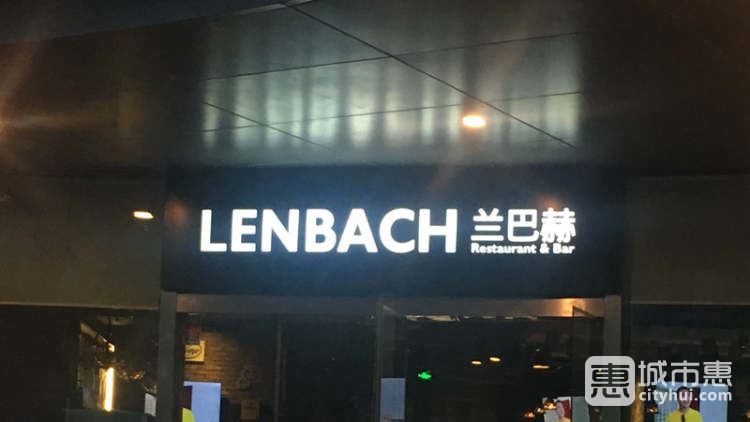 LENBACH 兰巴赫
Restaurant & Bar
惠 城市惠
cityhui.com